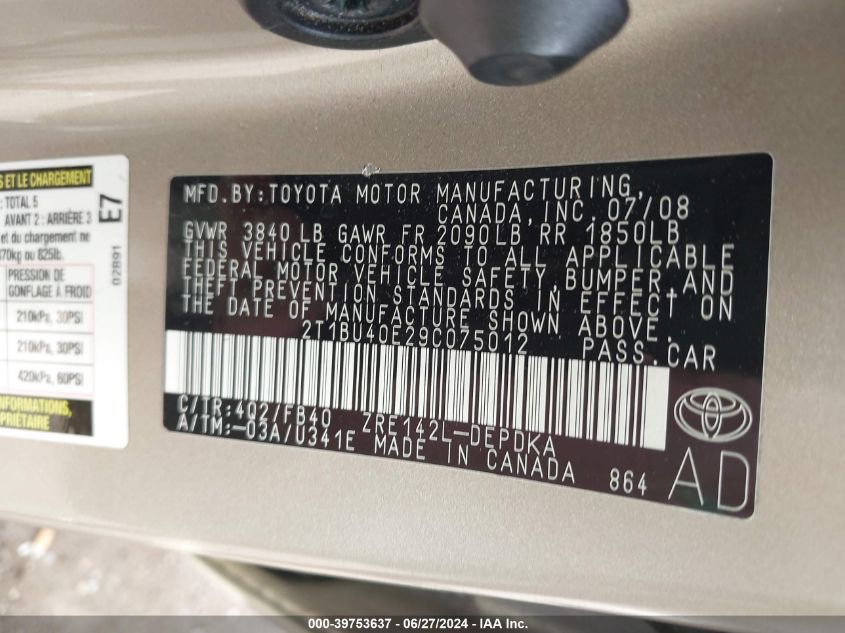 S ET LE CHARGEMENT
: TOTAL 5
AVANT 2 : ARRIÈRE 3
et du chargement ne
370kg ou 825lb.
PRESSION DE
GONFLAGE À FROID
210kPa, 30PSI
210kPa, 30PSI
420kPa, 60PSI
INFORMATIONS,
PRIÉTAIRE
E7
02B91
MFD.BY:TOYOTA MOTOR MANUFACTURING,
CANADA,INC. 07/08
GVWR 3840 LB GAWR FR 2090LB RR 1850LB
THIS VEHICLE CONFORMS TO ALL APPLICABLE
FEDERAL MOTOR VEHICLE SAFETY,BUMPER AND
THEFT PREVENTION STANDARDS IN EFFECT ON
THE DATE OF MANUFACTURE SHOWN ABOVE.
2T1BU40E29C075012 PASS.CAR
C/TR:4Q2/FB40 ZRE142L-DEPDKA
A/TM:-03A/U341E MADE IN CANADA 864
AD
000-39753637 / 06/27/2024 - IAA Inc.